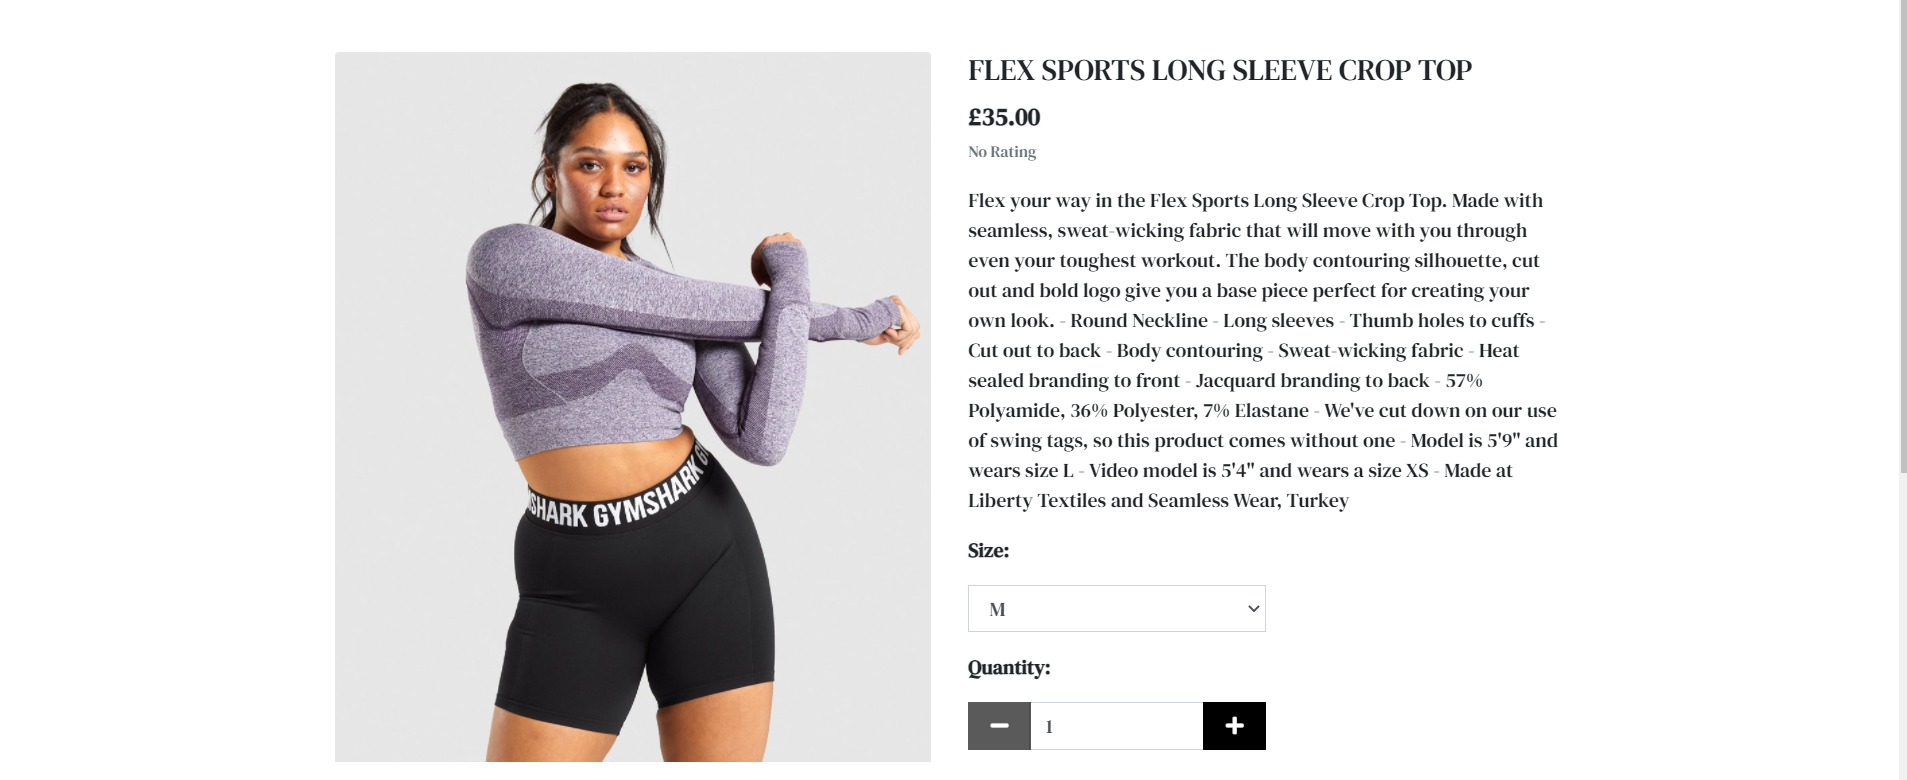 FLEX SPORTS LONG SLEEVE CROP TOP
£35.00
No Rating
Flex your way in the Flex Sports Long Sleeve Crop Top. Made with
seamless, sweat-wicking fabric that will move with you through
even your toughest workout. The body contouring silhouette, cut
out and bold logo give you a base piece perfect for creating your
own look. - Round Neckline - Long sleeves - Thumb holes to cuffs -
Cut out to back - Body contouring - Sweat-wicking fabric - Heat
sealed branding to front - Jacquard branding to back - 57%
Polyamide, 36% Polyester, 7% Elastane - We've cut down on our use
of swing tags, so this product comes without one - Model is 5'9" and
wears size L - Video model is 5'4" and wears a size XS - Made at
Liberty Textiles and Seamless Wear, Turkey
Size:
M
Quantity:
1
SHARK GYMSHARK G